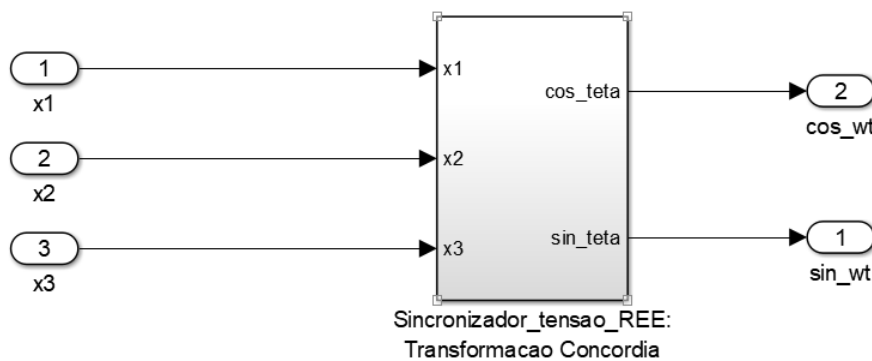 1
x1
2
x2
3
x3
x1
x2
x3
cos_teta
sin_teta
Sincronizador_tensao_REE:
Transformacao Concordia
2
cos_wt
1
sin_wt